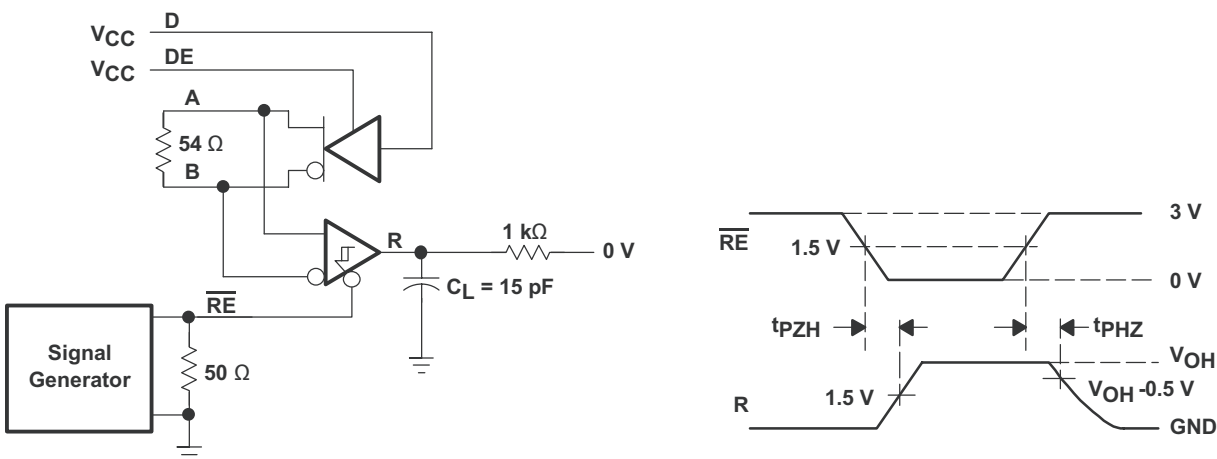 VCC D
VCC DE
A
54 Ω
B
R
1 kΩ
0 V
CL = 15 pF
RE
Signal
Generator
50 Ω
3 V
RE
1.5 V
0 V
tPZH
tPHZ
VOH
1.5 V
VOH -0.5 V
R
GND